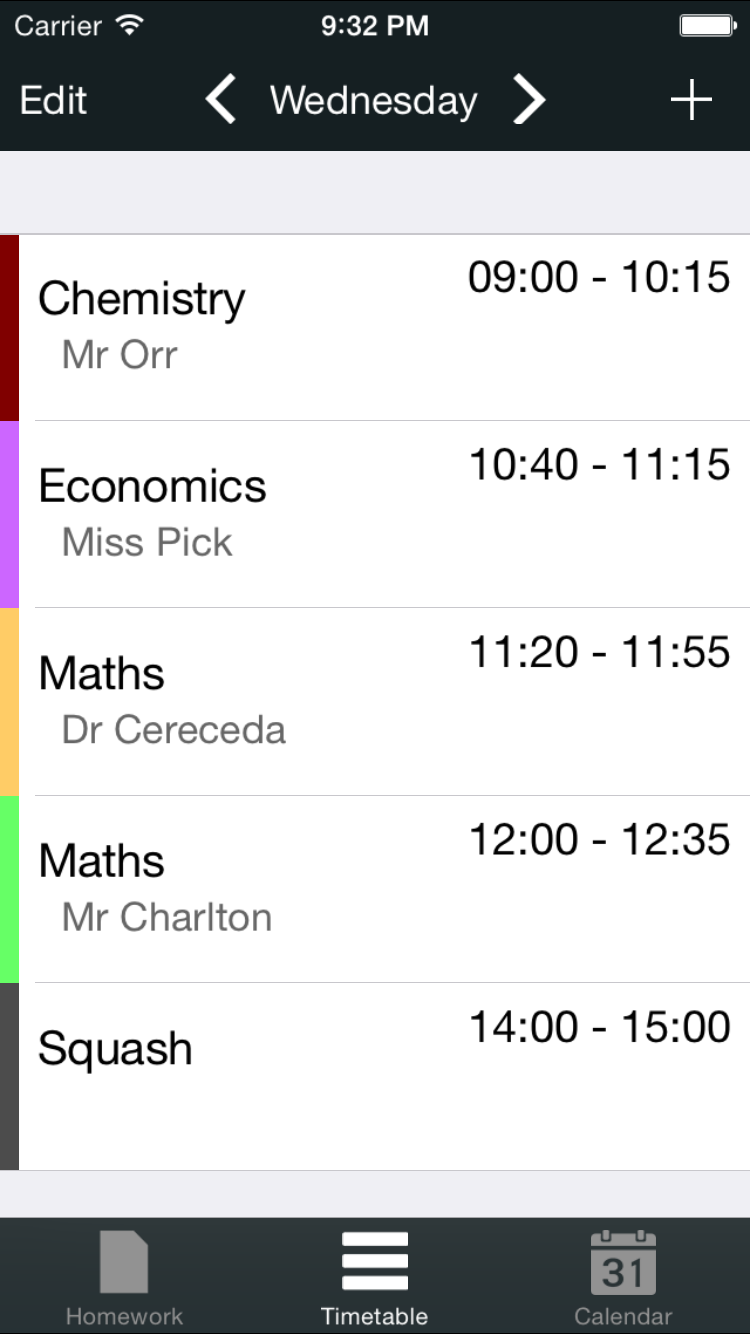 Carrier 9:32 PM
Edit Wednesday
Chemistry 09:00 - 10:15
Mr Orr
Economics 10:40 - 11:15
Miss Pick
Maths 11:20 - 11:55
Dr Cereceda
Maths 12:00 - 12:35
Mr Charlton
Squash 14:00 - 15:00
31
Homework Timetable Calendar